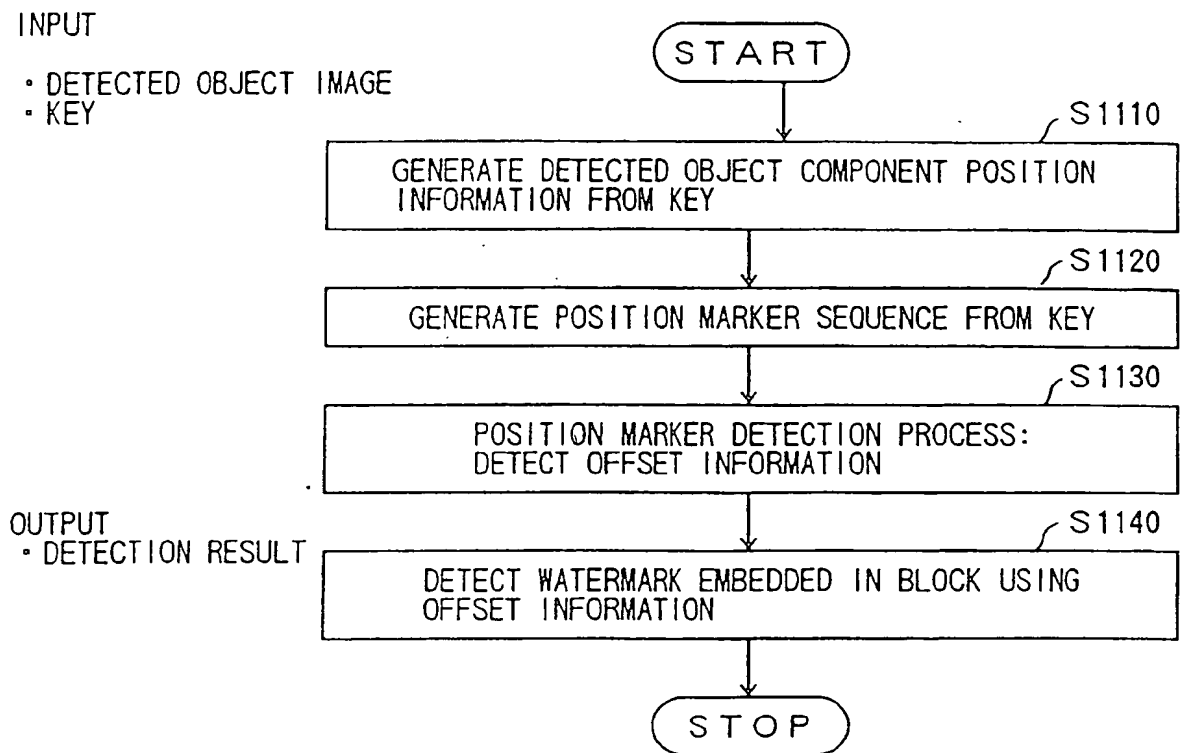 INPUT
・DETECTED OBJECT IMAGE
・KEY
START
S1110
GENERATE DETECTED OBJECT COMPONENT POSITION
INFORMATION FROM KEY
S1120
GENERATE POSITION MARKER SEQUENCE FROM KEY
S1130
POSITION MARKER DETECTION PROCESS:
DETECT OFFSET INFORMATION
OUTPUT
・DETECTION RESULT
S1140
DETECT WATERMARK EMBEDDED IN BLOCK USING
OFFSET INFORMATION
STOP